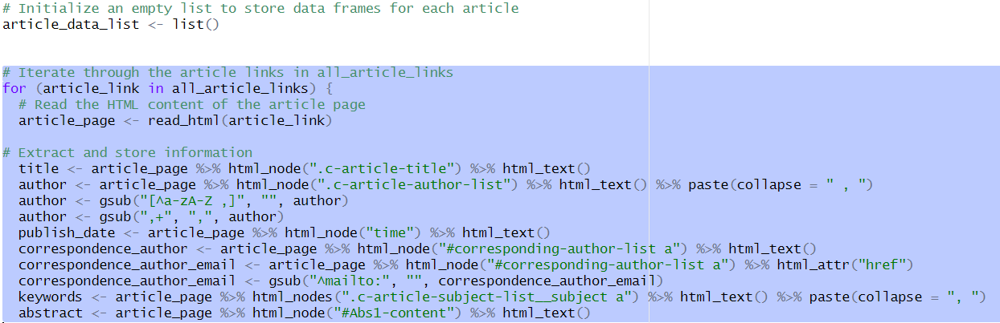 # Initialize an empty list to store data frames for each article
article_data_list <- list()
# Iterate through the article links in all_article_links
for (article_link in all_article_links) {
  # Read the HTML content of the article page
  article_page <- read_html(article_link)
# Extract and store information
  title <- article_page %>% html_node(".c-article-title") %>% html_text()
  author <- article_page %>% html_node(".c-article-author-list") %>% html_text() %>% paste(collapse = " , ")
  author <- gsub("[^a-zA-Z ,]", "", author)
  author <- gsub(",+", ",", author)
  publish_date <- article_page %>% html_node("time") %>% html_text()
  correspondence_author <- article_page %>% html_node("#corresponding-author-list a") %>% html_text()
  correspondence_author_email <- article_page %>% html_node("#corresponding-author-list a") %>% html_attr("href")
  correspondence_author_email <- gsub("^mailto:", "", correspondence_author_email)
  keywords <- article_page %>% html_nodes(".c-article-subject-list__subject a") %>% html_text() %>% paste(collapse = ", ")
  abstract <- article_page %>% html_node("#Abs1-content") %>% html_text()